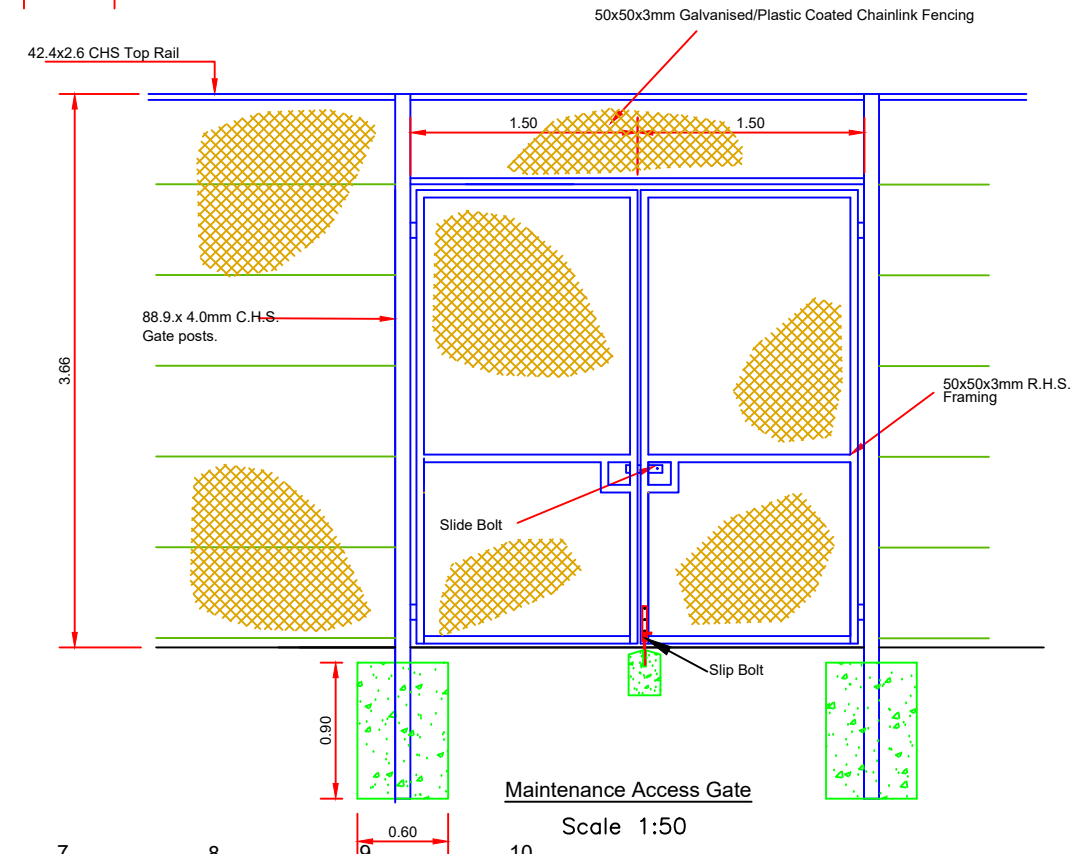 50x50x3mm Galvanised/Plastic Coated Chainlink Fencing
42.4x2.6 CHS Top Rail
1.50
1.50
88.9.x 4.0mm C.H.S.
Gate posts.
3.66
50x50x3mm R.H.S.
Framing
Slide Bolt
Slip Bolt
0.90
Maintenance Access Gate
Scale 1:50
0.60
7 8 9 10